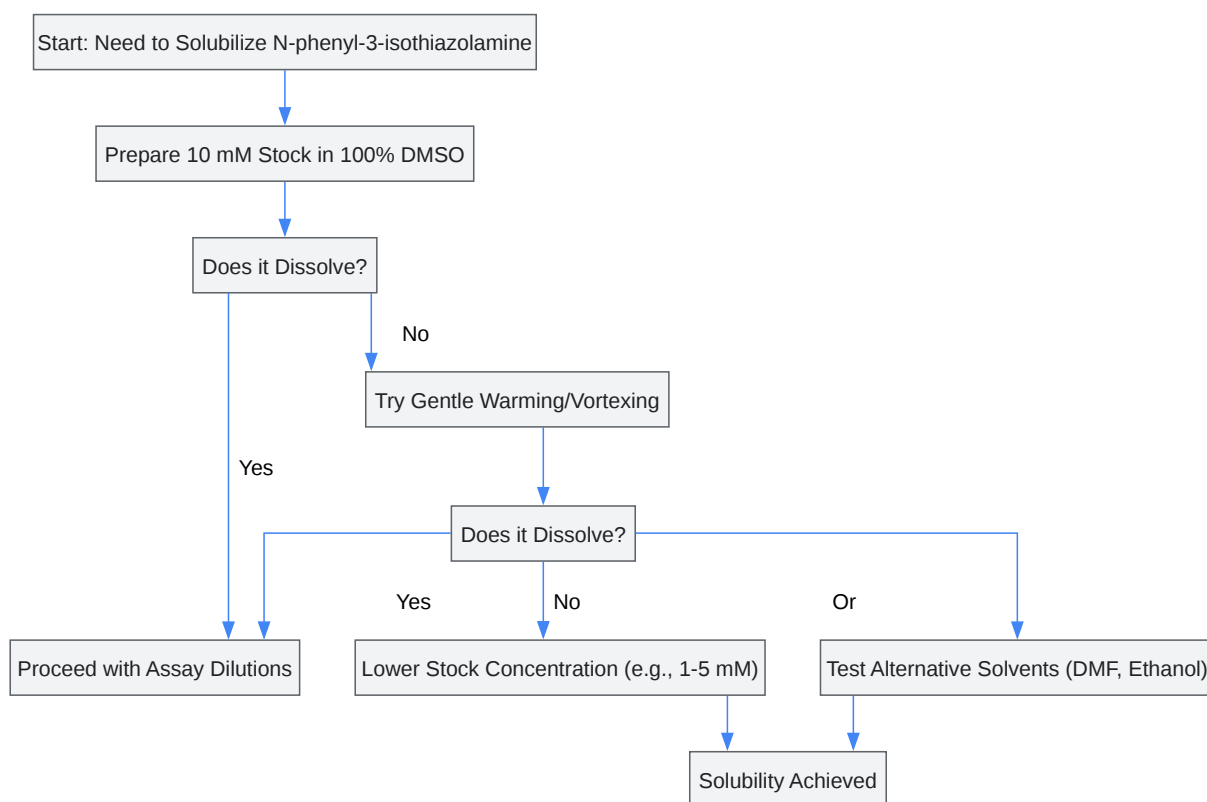 Start: Need to Solubilize N-phenyl-3-isothiazolamine
Prepare 10 mM Stock in 100% DMSO
Does it Dissolve?
No
Try Gentle Warming/Vortexing
Yes
Does it Dissolve?
Yes
No
Or
Proceed with Assay Dilutions
Lower Stock Concentration (e.g., 1-5 mM)
Test Alternative Solvents (DMF, Ethanol)
Solubility Achieved